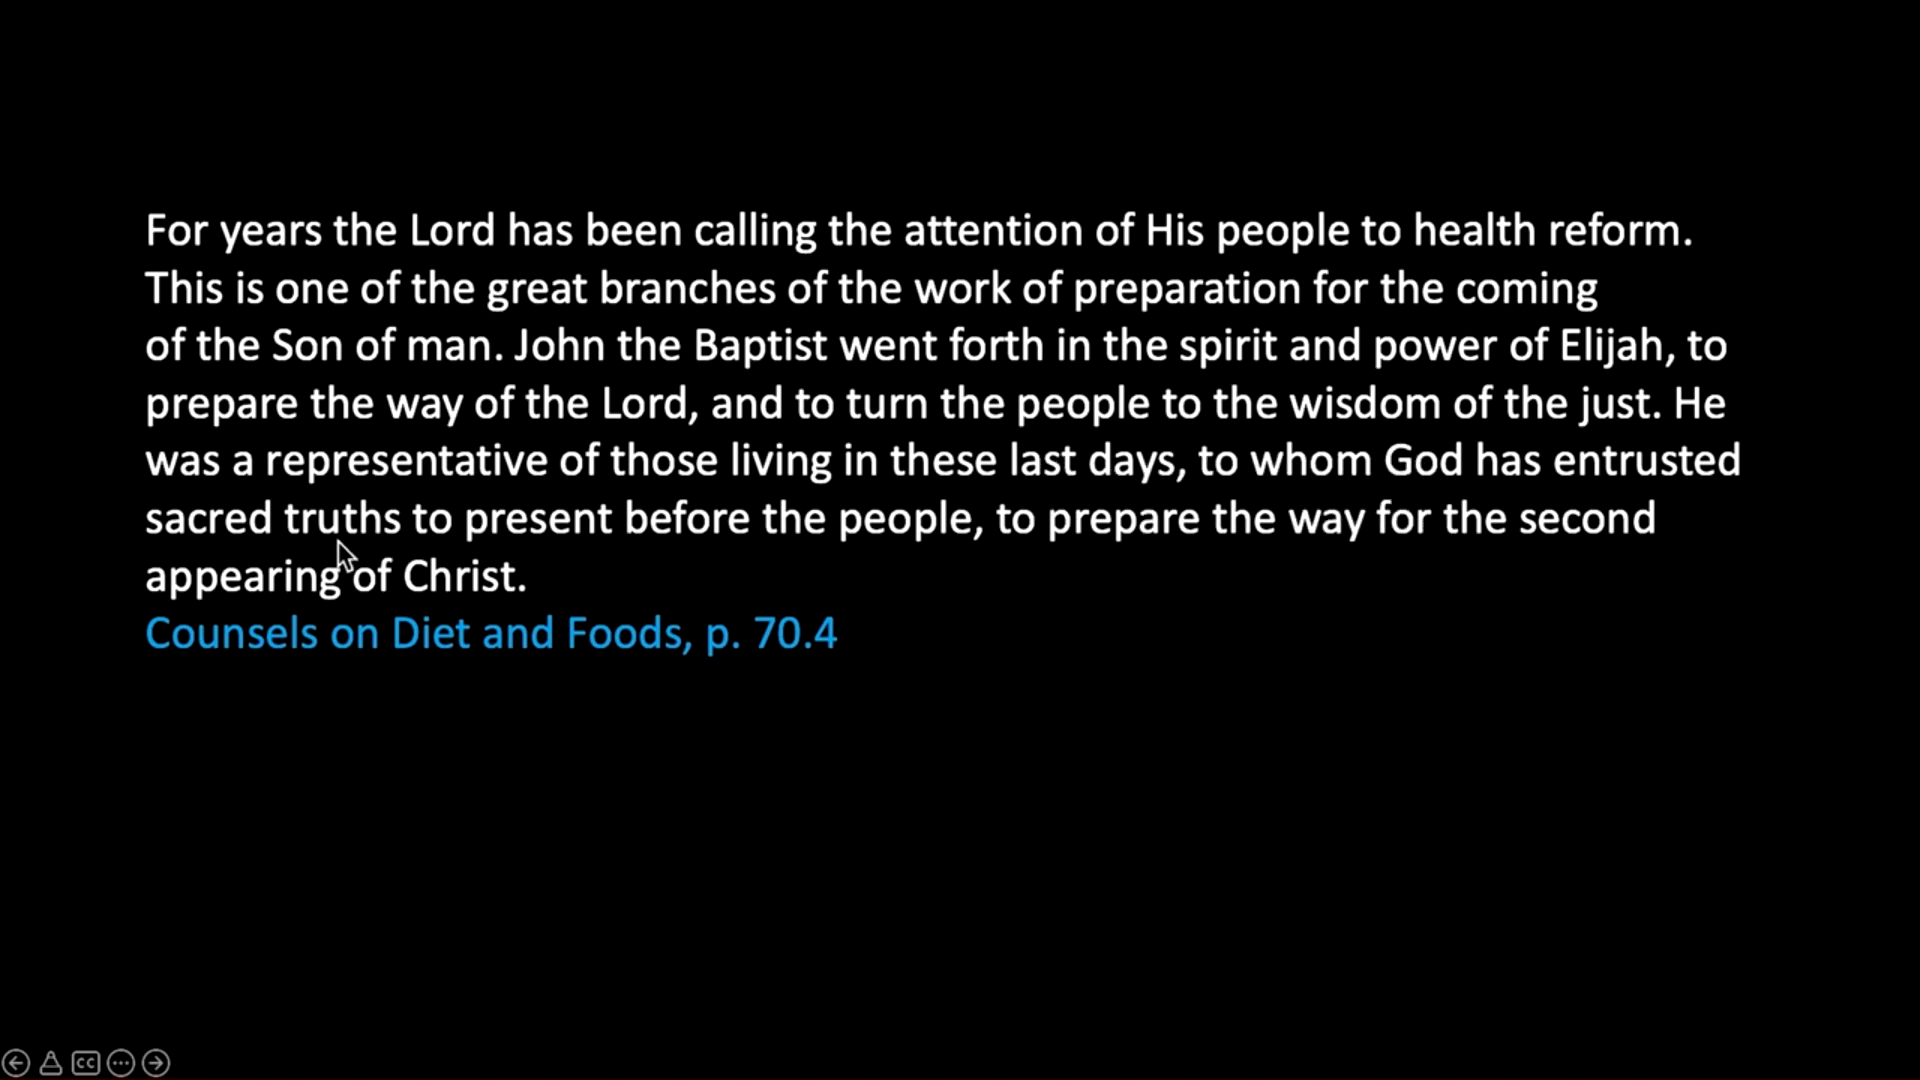 For years the Lord has been calling the attention of His people to health reform.
This is one of the great branches of the work of preparation for the coming
of the Son of man. John the Baptist went forth in the spirit and power of Elijah, to
prepare the way of the Lord, and to turn the people to the wisdom of the just. He
was a representative of those living in these last days, to whom God has entrusted
sacred truths to present before the people, to prepare the way for the second
appearing of Christ.
Counsels on Diet and Foods, p. 70.4
CC